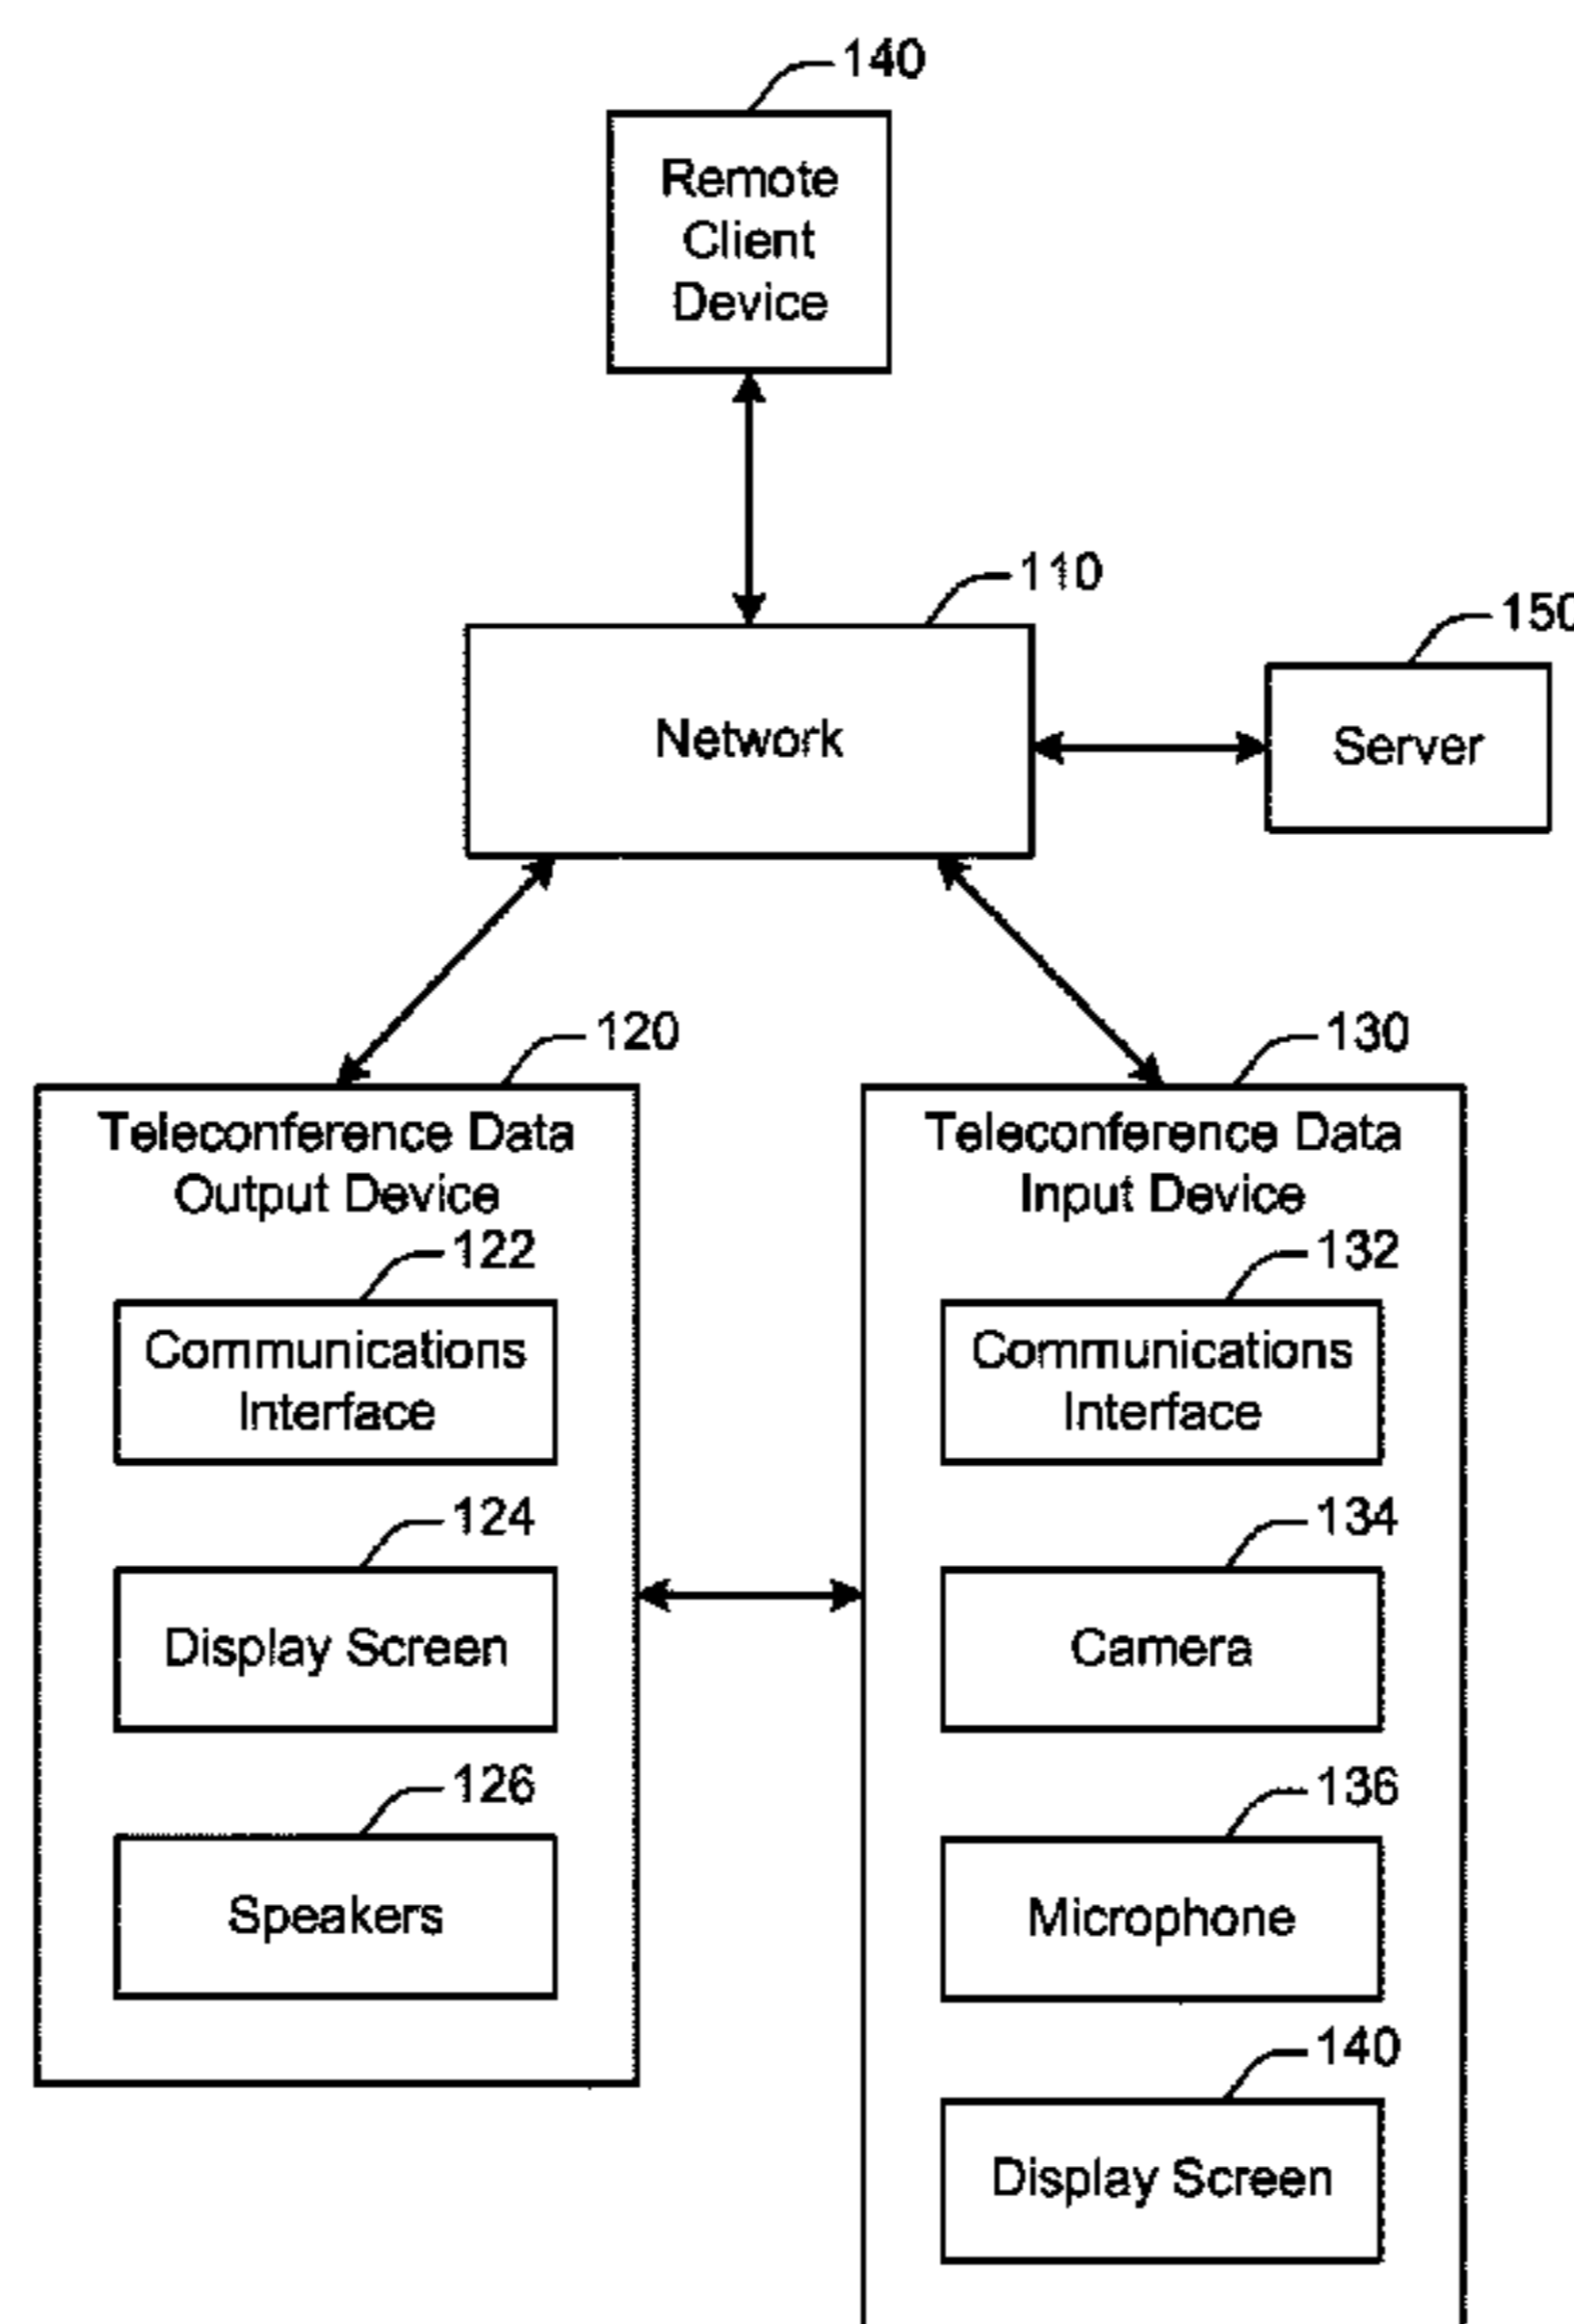 140
Remote
Client
Device
110
150
Network
Server
120
130
Teleconference Data
Output Device
122
Communications
Interface
124
Display Screen
126
Speakers
Teleconference Data
Input Device
132
Communications
Interface
134
Camera
136
Microphone
140
Display Screen